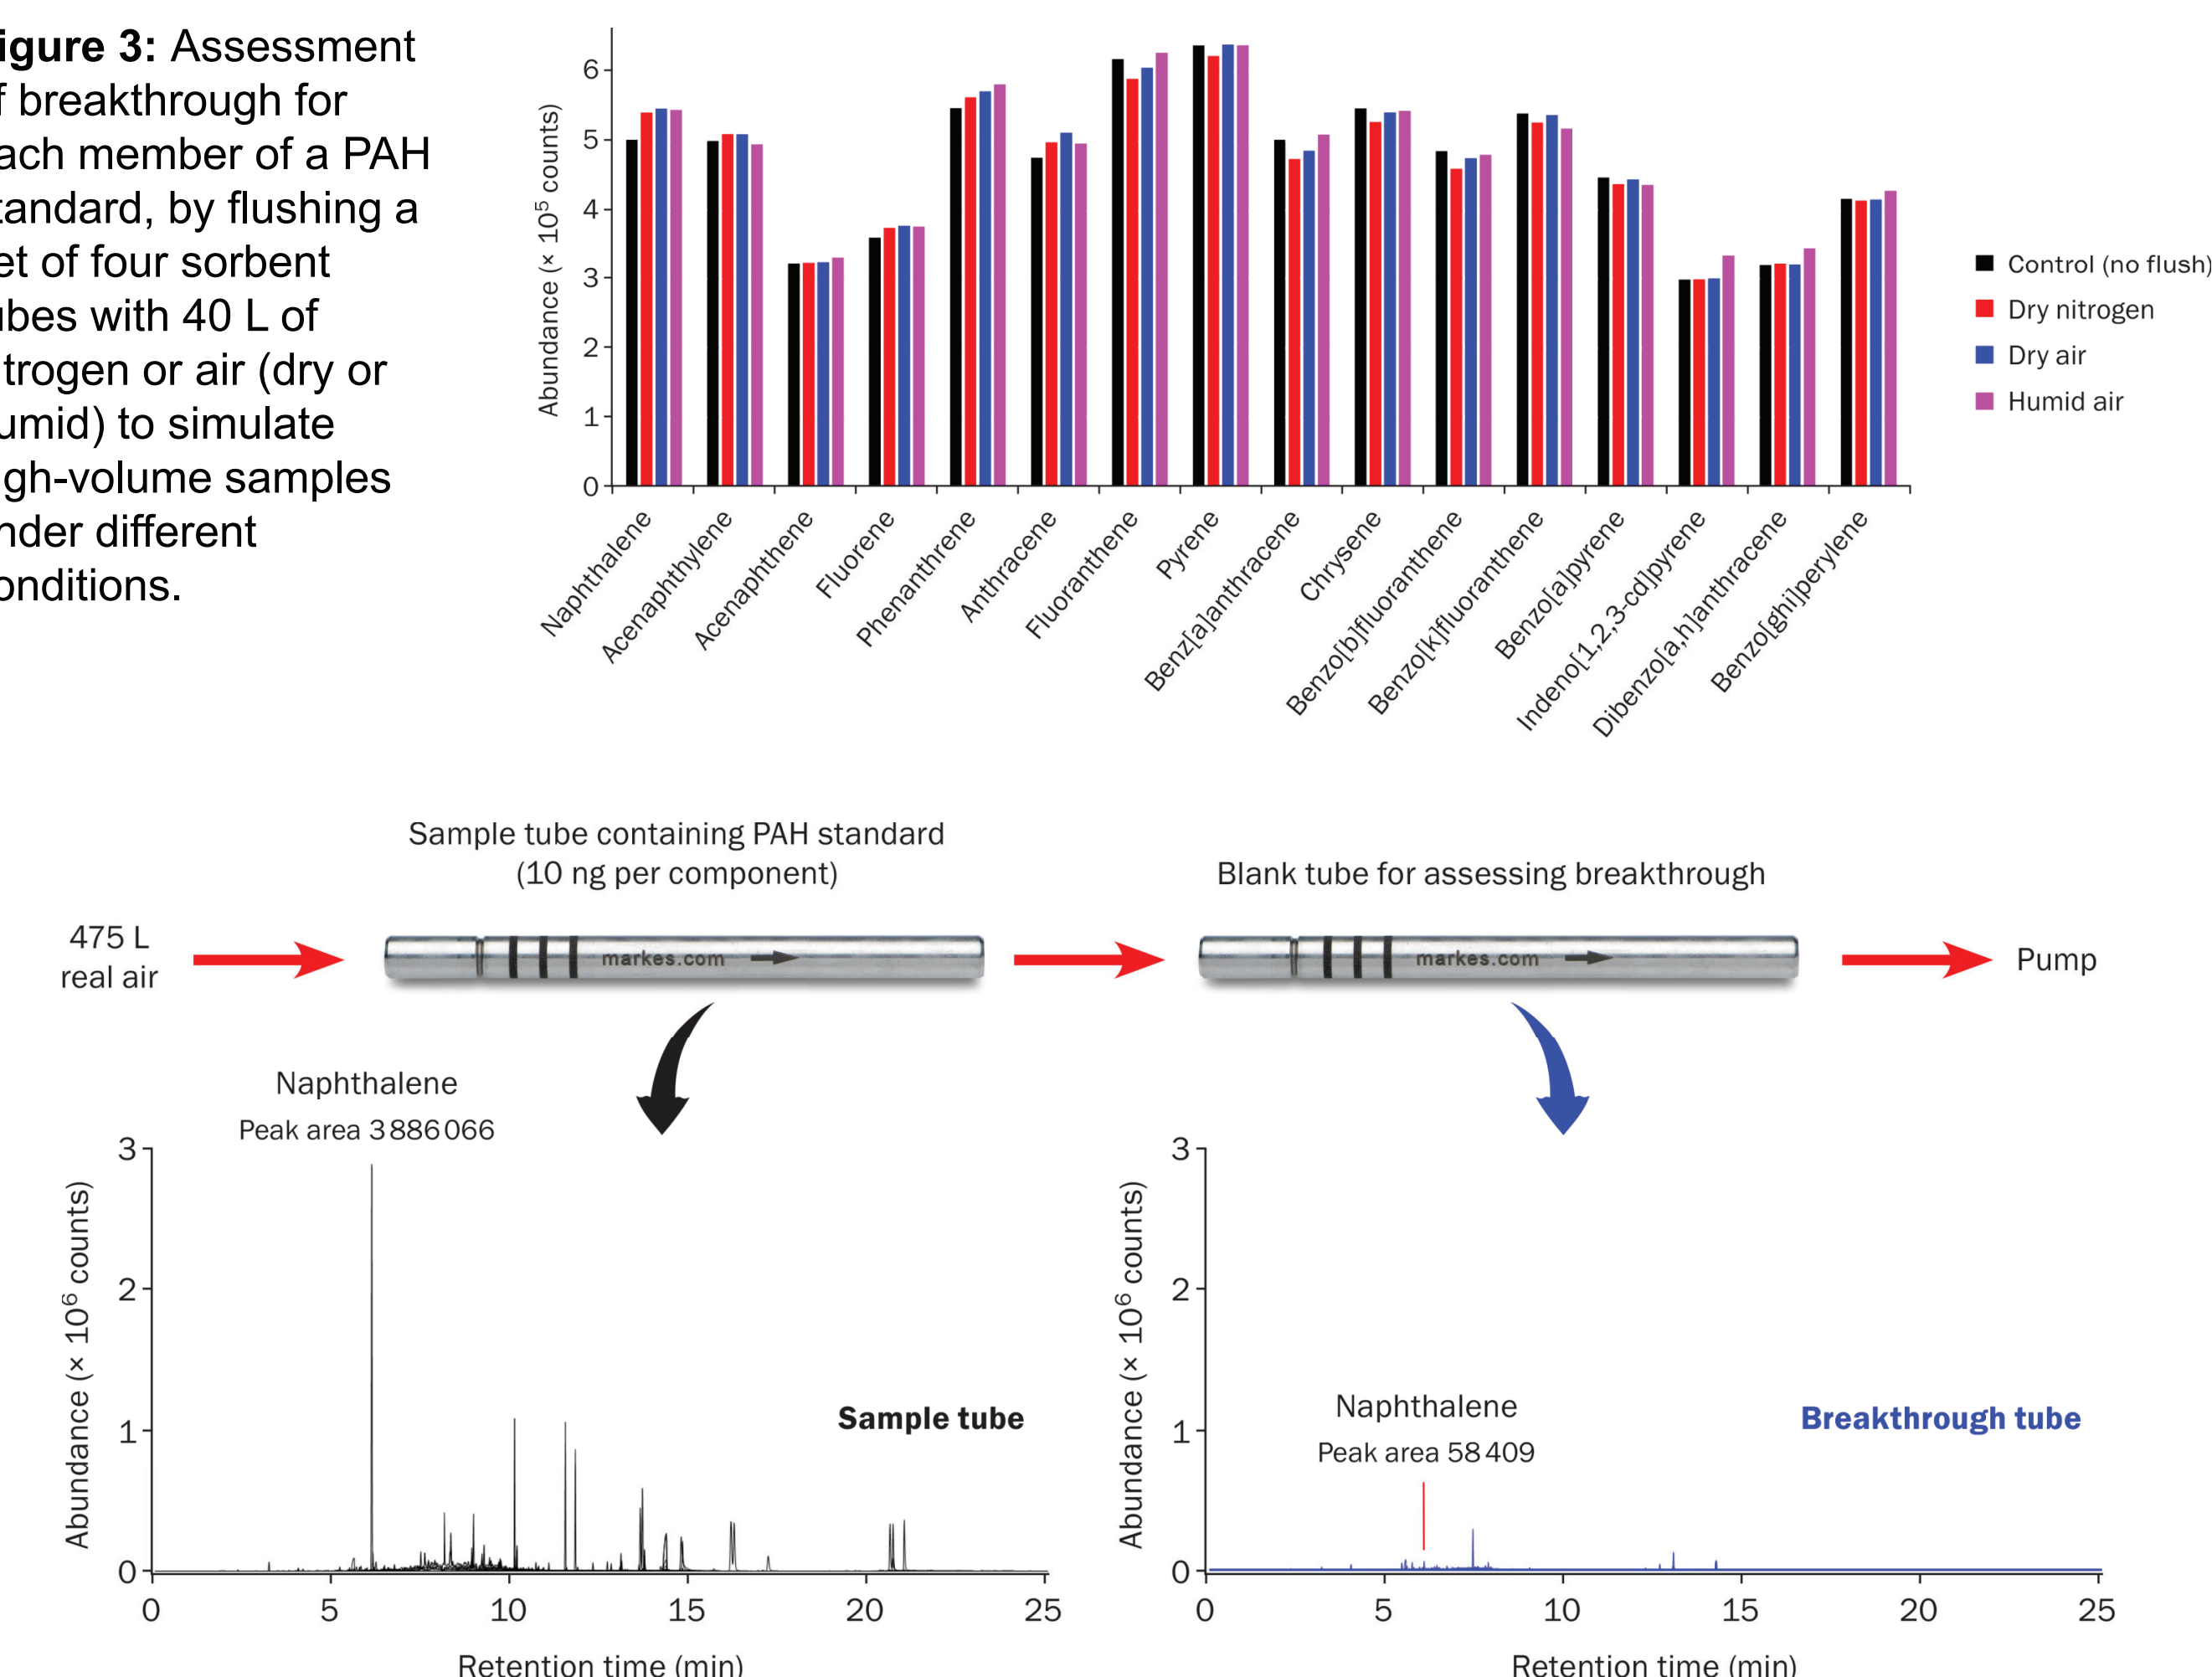 igure 3: Assessment
f breakthrough for
ach member of a PAH
tandard, by flushing a
et of four sorbent
ubes with 40 L of
trogen or air (dry or
umid) to simulate
gh-volume samples
nder different
onditions.
Abundance (× 10⁵ counts)
6
5
4
3
2
1
0
Naphthalene
Acenaphthylene
Acenaphthene
Fluorene
Phenanthrene
Anthracene
Fluoranthene
Pyrene
Benz[a]anthracene
Chrysene
Benzo[b]fluoranthene
Benzo[k]fluoranthene
Benzo[a]pyrene
Indeno[1,2,3-cd]pyrene
Dibenzo[a,h]anthracene
Benzo[ghi]perylene
Control (no flush)
Dry nitrogen
Dry air
Humid air
Sample tube containing PAH standard
(10 ng per component)
Blank tube for assessing breakthrough
475 L
real air
markes.com
markes.com
Pump
Naphthalene
Peak area 3 886 066
Abundance (× 10⁶ counts)
3
2
1
0
Sample tube
0 5 10 15 20 25
Retention time (min)
Abundance (× 10⁶ counts)
3
2
1
0
Naphthalene
Peak area 58 409
Breakthrough tube
0 5 10 15 20 25
Retention time (min)